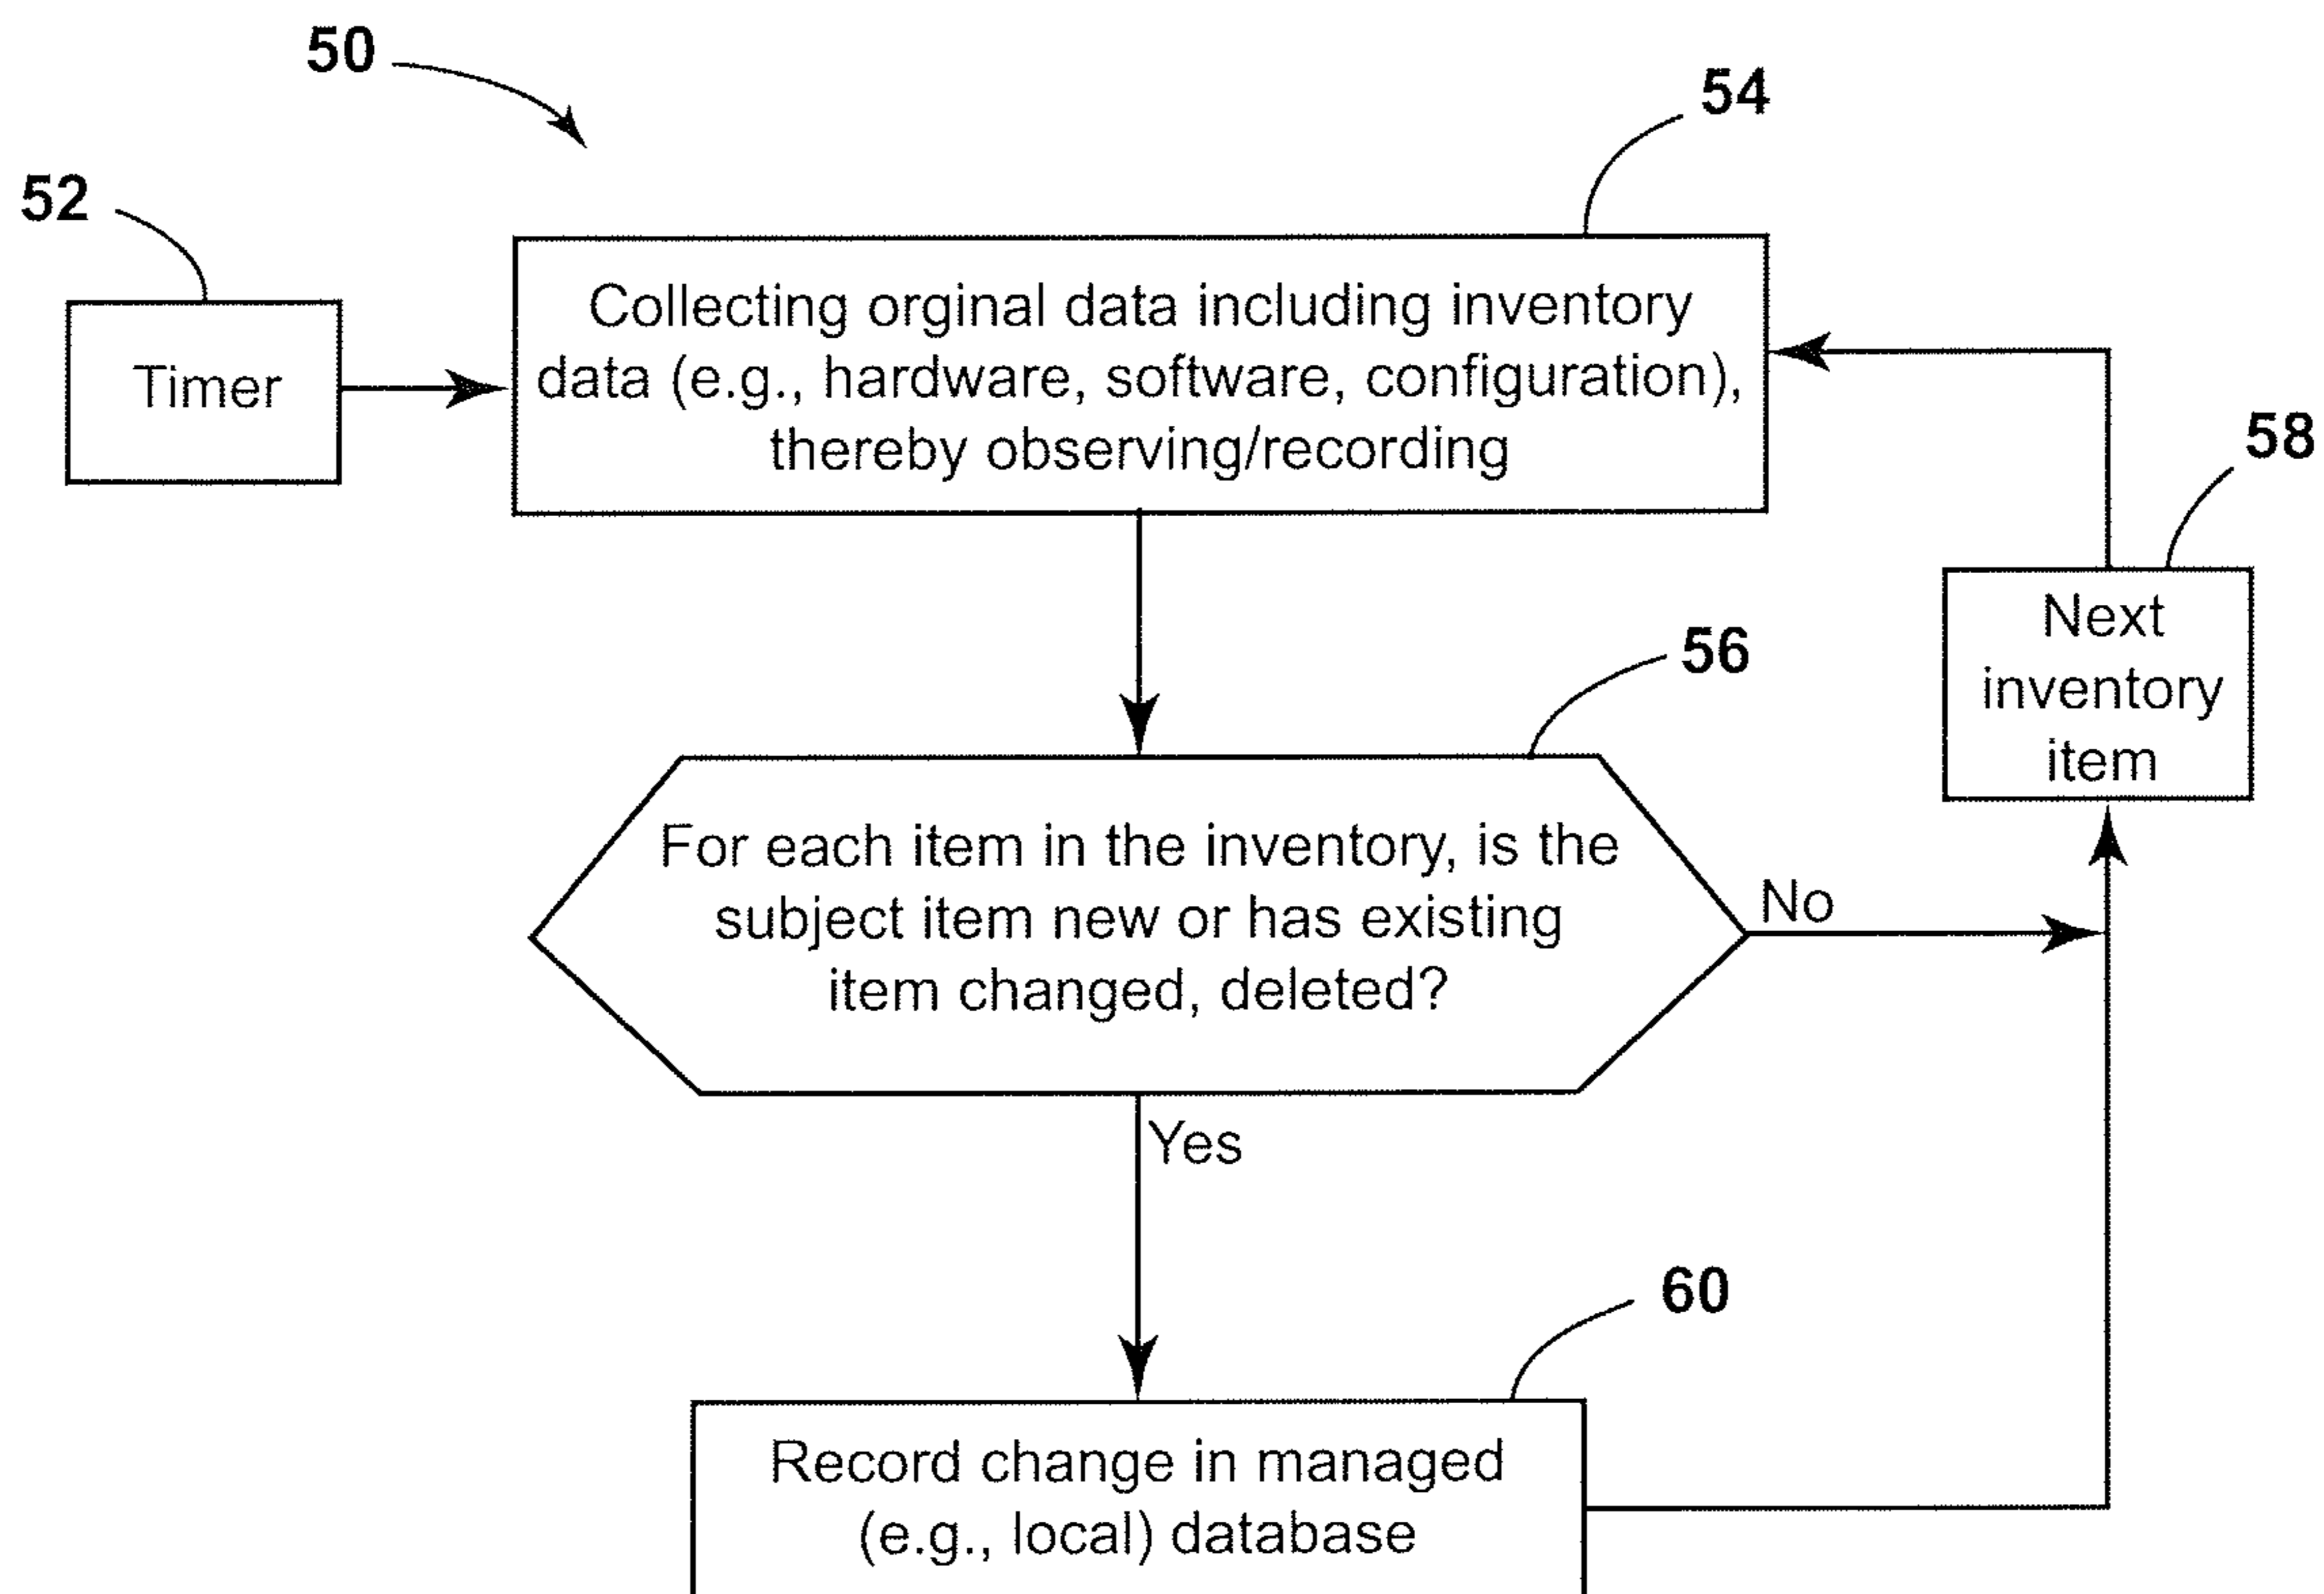 50
54
52
Collecting orginal data including inventory
data (e.g., hardware, software, configuration),
thereby observing/recording
Timer
58
Next
inventory
item
56
For each item in the inventory, is the
subject item new or has existing
item changed, deleted?
No
Yes
60
Record change in managed
(e.g., local) database